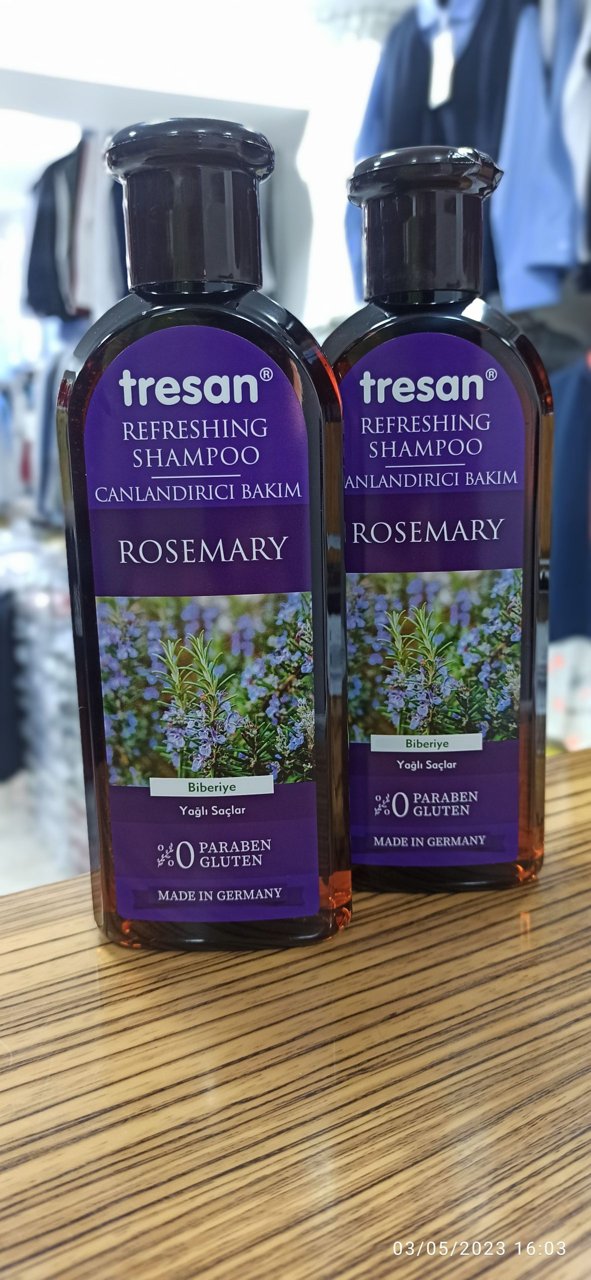 tresan®
REFRESHING
SHAMPOO
CANLANDIRICI BAKIM
ROSEMARY
Biberiye
Yağlı Saçlar
%0 PARABEN
GLUTEN
MADE IN GERMANY
tresan®
REFRESHING
SHAMPOO
ANLANDIRICI BAKIM
ROSEMARY
Biberiye
Yağlı Saçlar
%0 PARABEN
GLUTEN
MADE IN GERMANY
03/05/2023 16:03